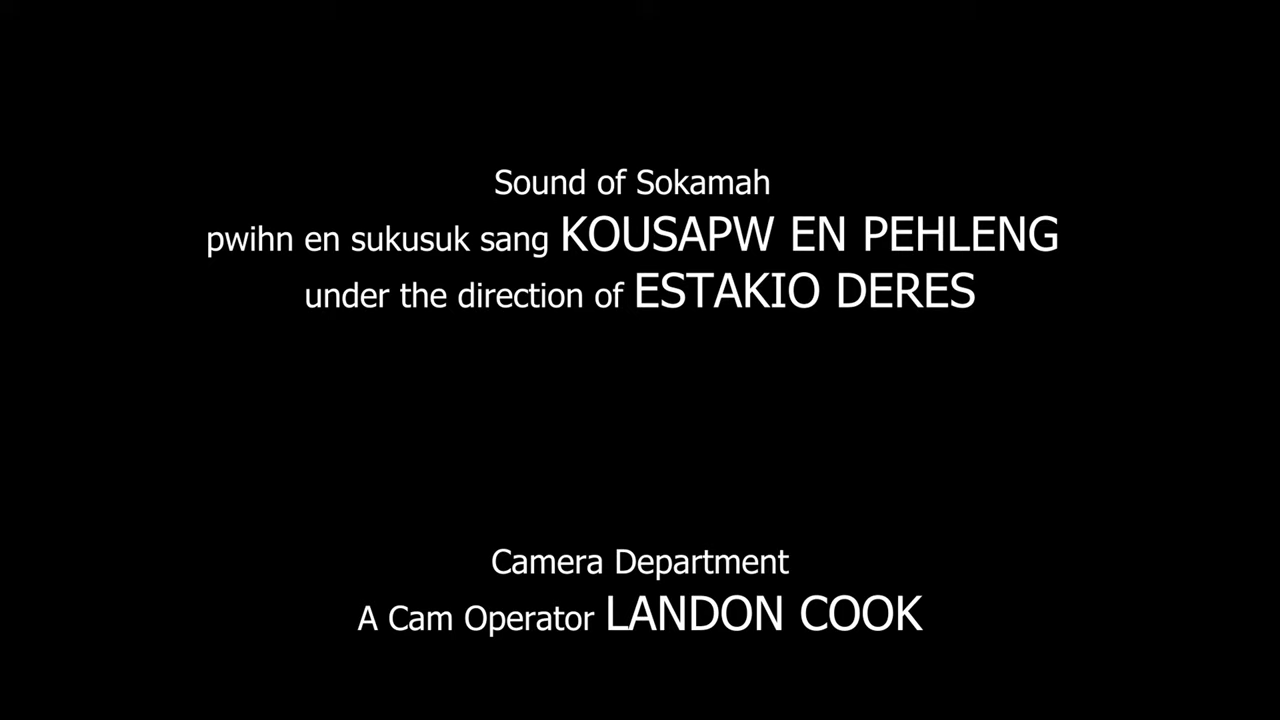 Sound of Sokamah
pwihn en sukusuk sang KOUSAPW EN PEHLENG
under the direction of ESTAKIO DERES
Camera Department
A Cam Operator LANDON COOK